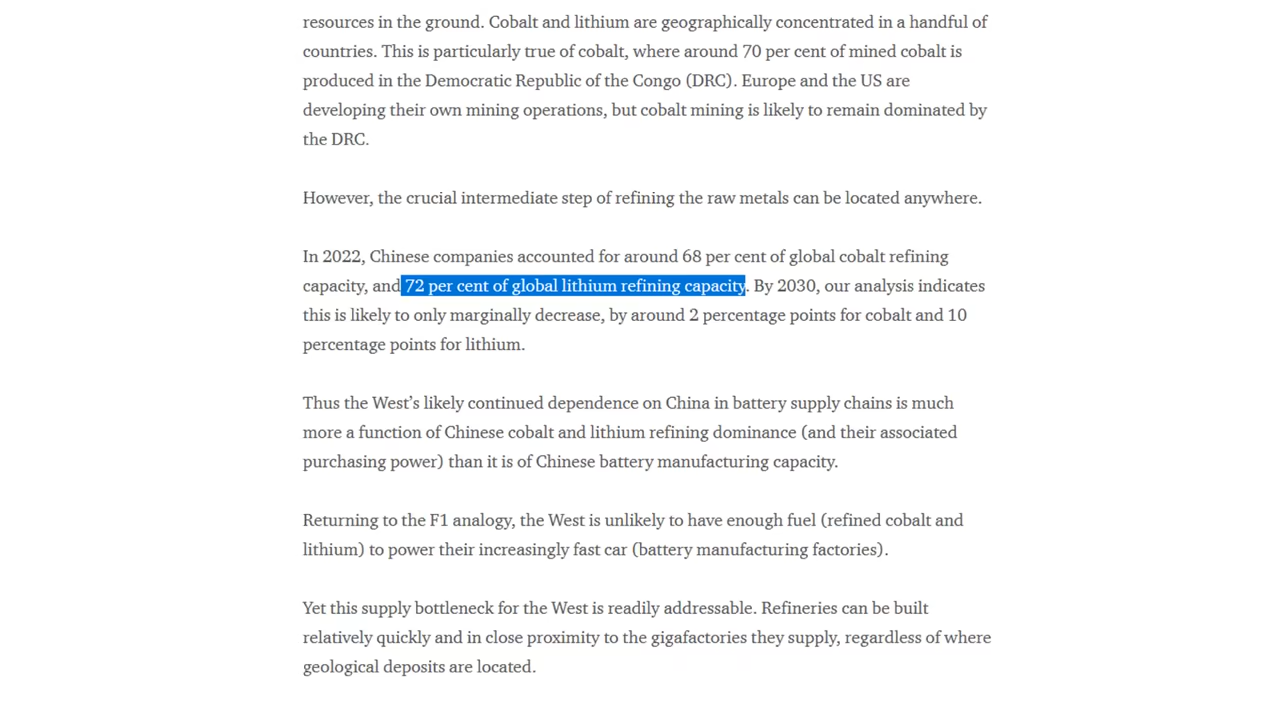 resources in the ground. Cobalt and lithium are geographically concentrated in a handful of
countries. This is particularly true of cobalt, where around 70 per cent of mined cobalt is
produced in the Democratic Republic of the Congo (DRC). Europe and the US are
developing their own mining operations, but cobalt mining is likely to remain dominated by
the DRC.
However, the crucial intermediate step of refining the raw metals can be located anywhere.
In 2022, Chinese companies accounted for around 68 per cent of global cobalt refining
capacity, and 72 per cent of global lithium refining capacity. By 2030, our analysis indicates
this is likely to only marginally decrease, by around 2 percentage points for cobalt and 10
percentage points for lithium.
Thus the West’s likely continued dependence on China in battery supply chains is much
more a function of Chinese cobalt and lithium refining dominance (and their associated
purchasing power) than it is of Chinese battery manufacturing capacity.
Returning to the F1 analogy, the West is unlikely to have enough fuel (refined cobalt and
lithium) to power their increasingly fast car (battery manufacturing factories).
Yet this supply bottleneck for the West is readily addressable. Refineries can be built
relatively quickly and in close proximity to the gigafactories they supply, regardless of where
geological deposits are located.